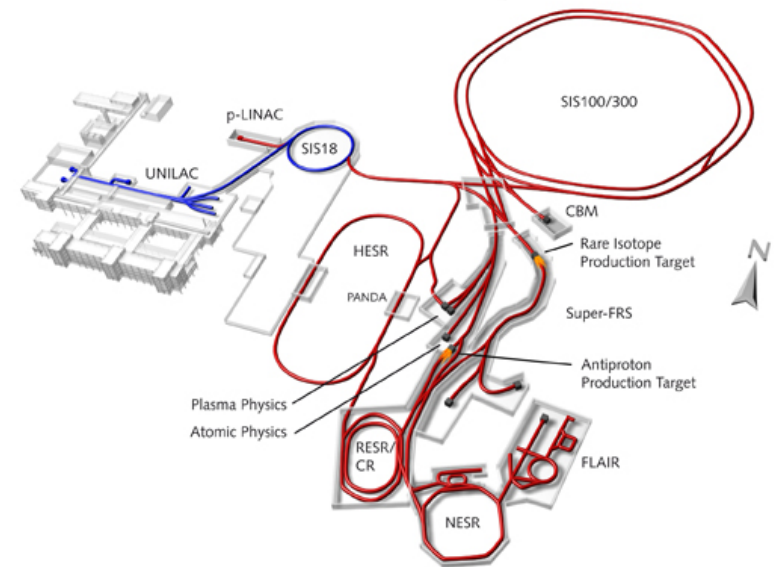 SIS100/300
p-LINAC
SIS18
UNILAC
CBM
Rare Isotope
Production Target
N
HESR
PANDA
Super-FRS
Antiproton
Production Target
Plasma Physics
Atomic Physics
RESR/
CR
FLAIR
NESR